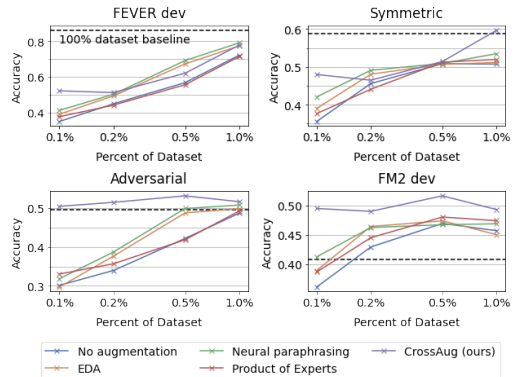 FEVER dev
100% dataset baseline
Accuracy
0.8
0.6
0.4
0.1% 0.2% 0.5% 1.0%
Percent of Dataset
Symmetric
Accuracy
0.6
0.5
0.4
0.1% 0.2% 0.5% 1.0%
Percent of Dataset
Adversarial
Accuracy
0.5
0.4
0.3
0.1% 0.2% 0.5% 1.0%
Percent of Dataset
FM2 dev
Accuracy
0.50
0.45
0.40
0.1% 0.2% 0.5% 1.0%
Percent of Dataset
No augmentation
EDA
Neural paraphrasing
Product of Experts
CrossAug (ours)